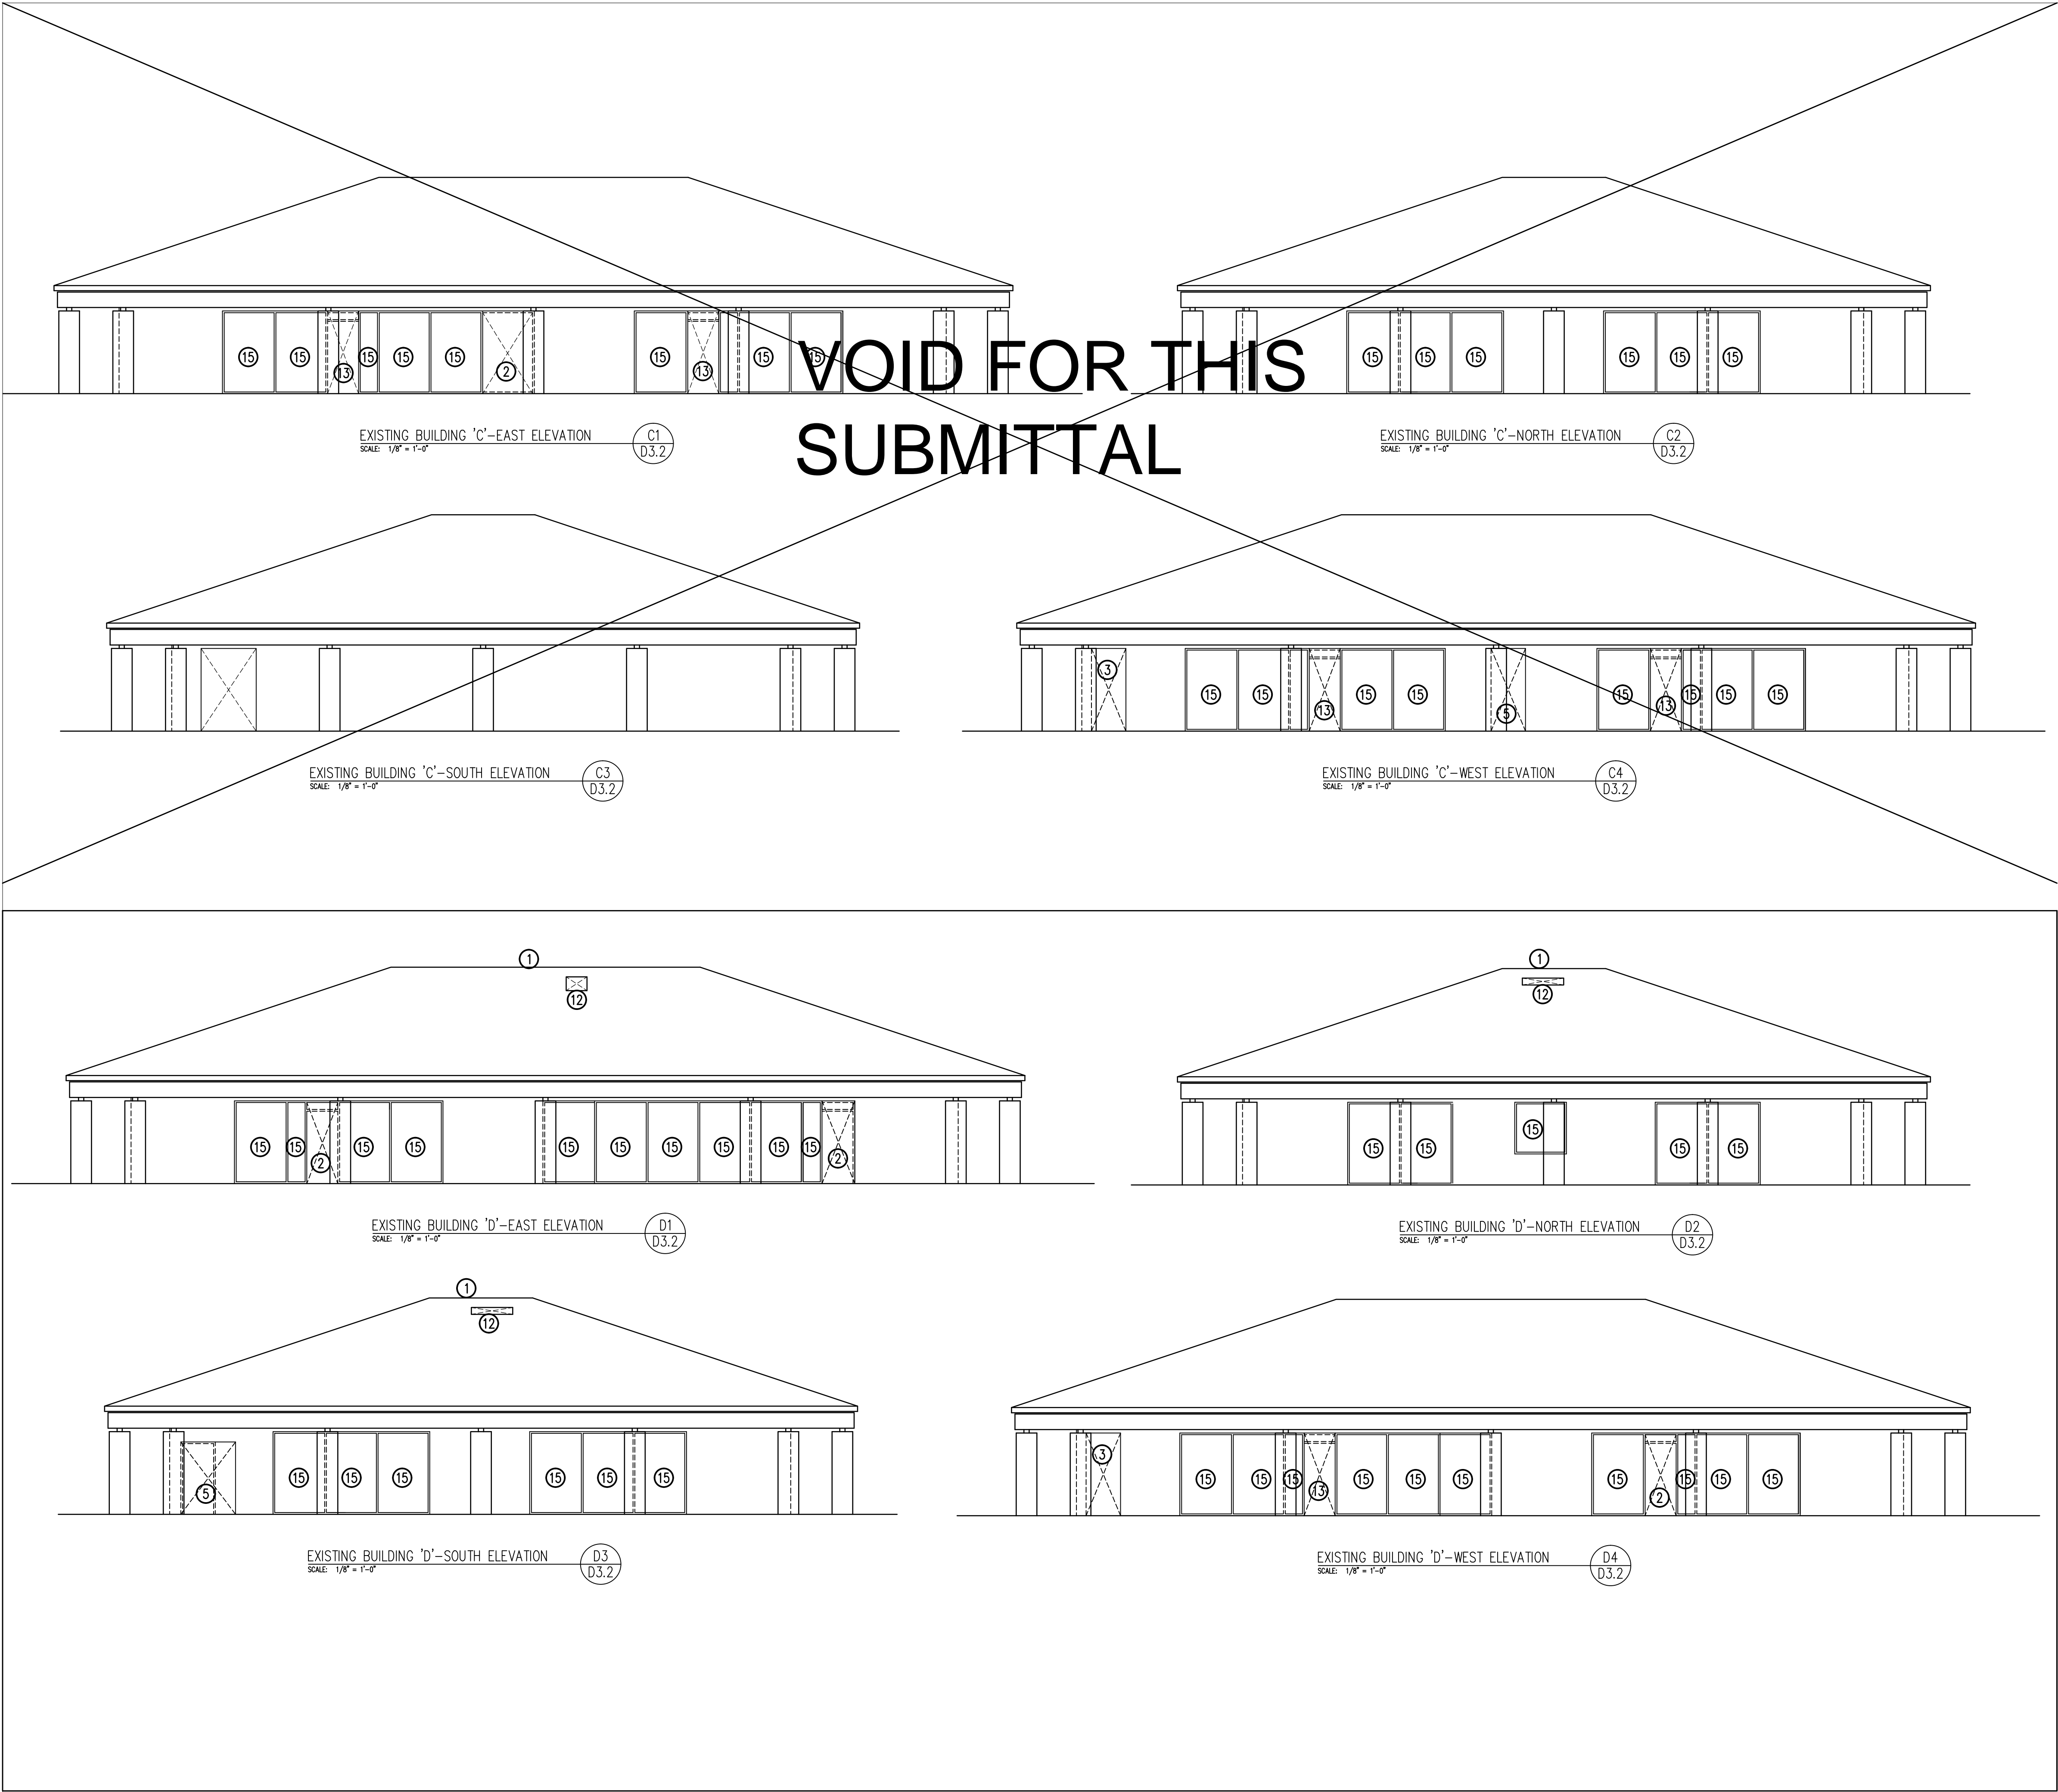 15 15 13 15 15 15 2 15 13 15 15
15 15 15 15 15 15
VOID FOR THIS
SUBMITTAL
EXISTING BUILDING 'C'-EAST ELEVATION C1
SCALE: 1/8" = 1'-0" D3.2
EXISTING BUILDING 'C'-NORTH ELEVATION C2
SCALE: 1/8" = 1'-0" D3.2
3 15 15 13 15 15 5 15 13 15 15 15
EXISTING BUILDING 'C'-SOUTH ELEVATION C3
SCALE: 1/8" = 1'-0" D3.2
EXISTING BUILDING 'C'-WEST ELEVATION C4
SCALE: 1/8" = 1'-0" D3.2
1
12
15 15 2 15 15 15 15 15 15 15 15 2
EXISTING BUILDING 'D'-EAST ELEVATION D1
SCALE: 1/8" = 1'-0" D3.2
1
12
15 15 15 15 15
EXISTING BUILDING 'D'-NORTH ELEVATION D2
SCALE: 1/8" = 1'-0" D3.2
1
12
5 15 15 15 15 15 15
EXISTING BUILDING 'D'-SOUTH ELEVATION D3
SCALE: 1/8" = 1'-0" D3.2
3 15 15 15 13 15 15 15 15 2 15 15 15
EXISTING BUILDING 'D'-WEST ELEVATION D4
SCALE: 1/8" = 1'-0" D3.2